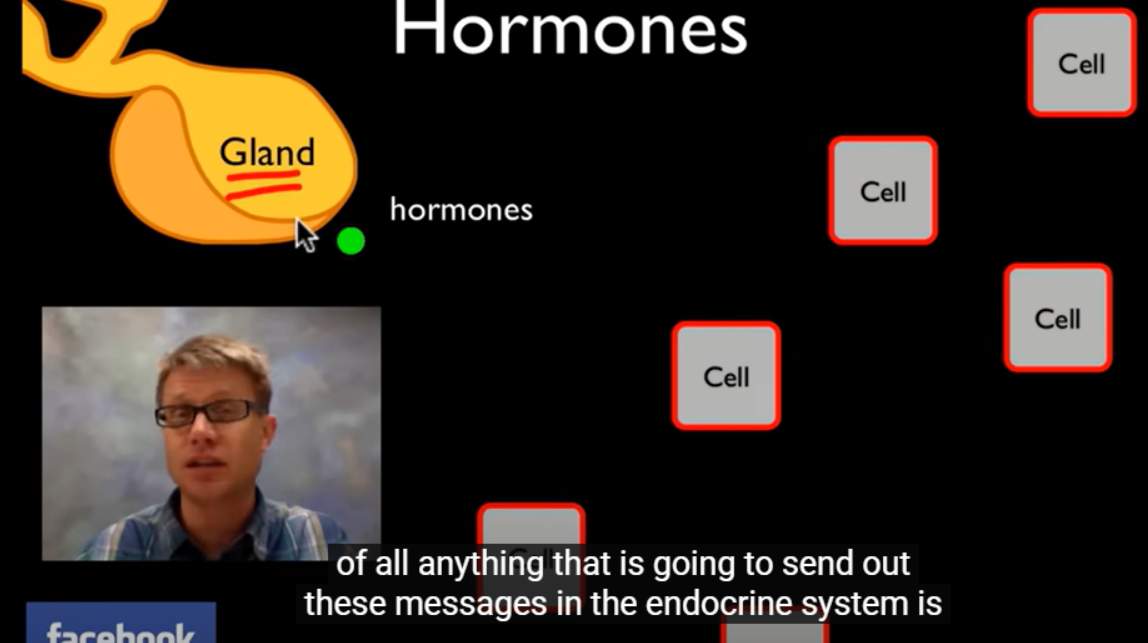 Hormones
Cell
Gland
Cell
hormones
Cell
Cell
of all anything that is going to send out
these messages in the endocrine system is
facebook